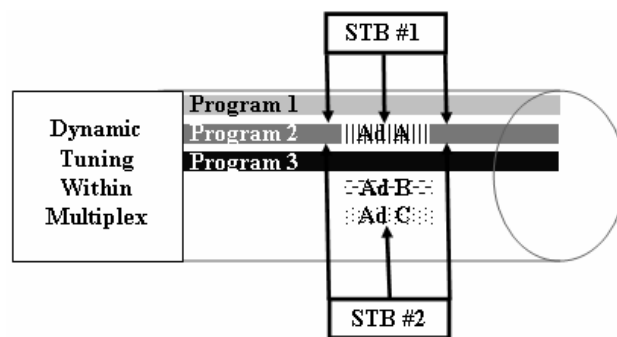 STB #1
Dynamic
Tuning
Within
Multiplex
Program 1
Program 2
Ad A
Program 3
Ad B
Ad C
STB #2